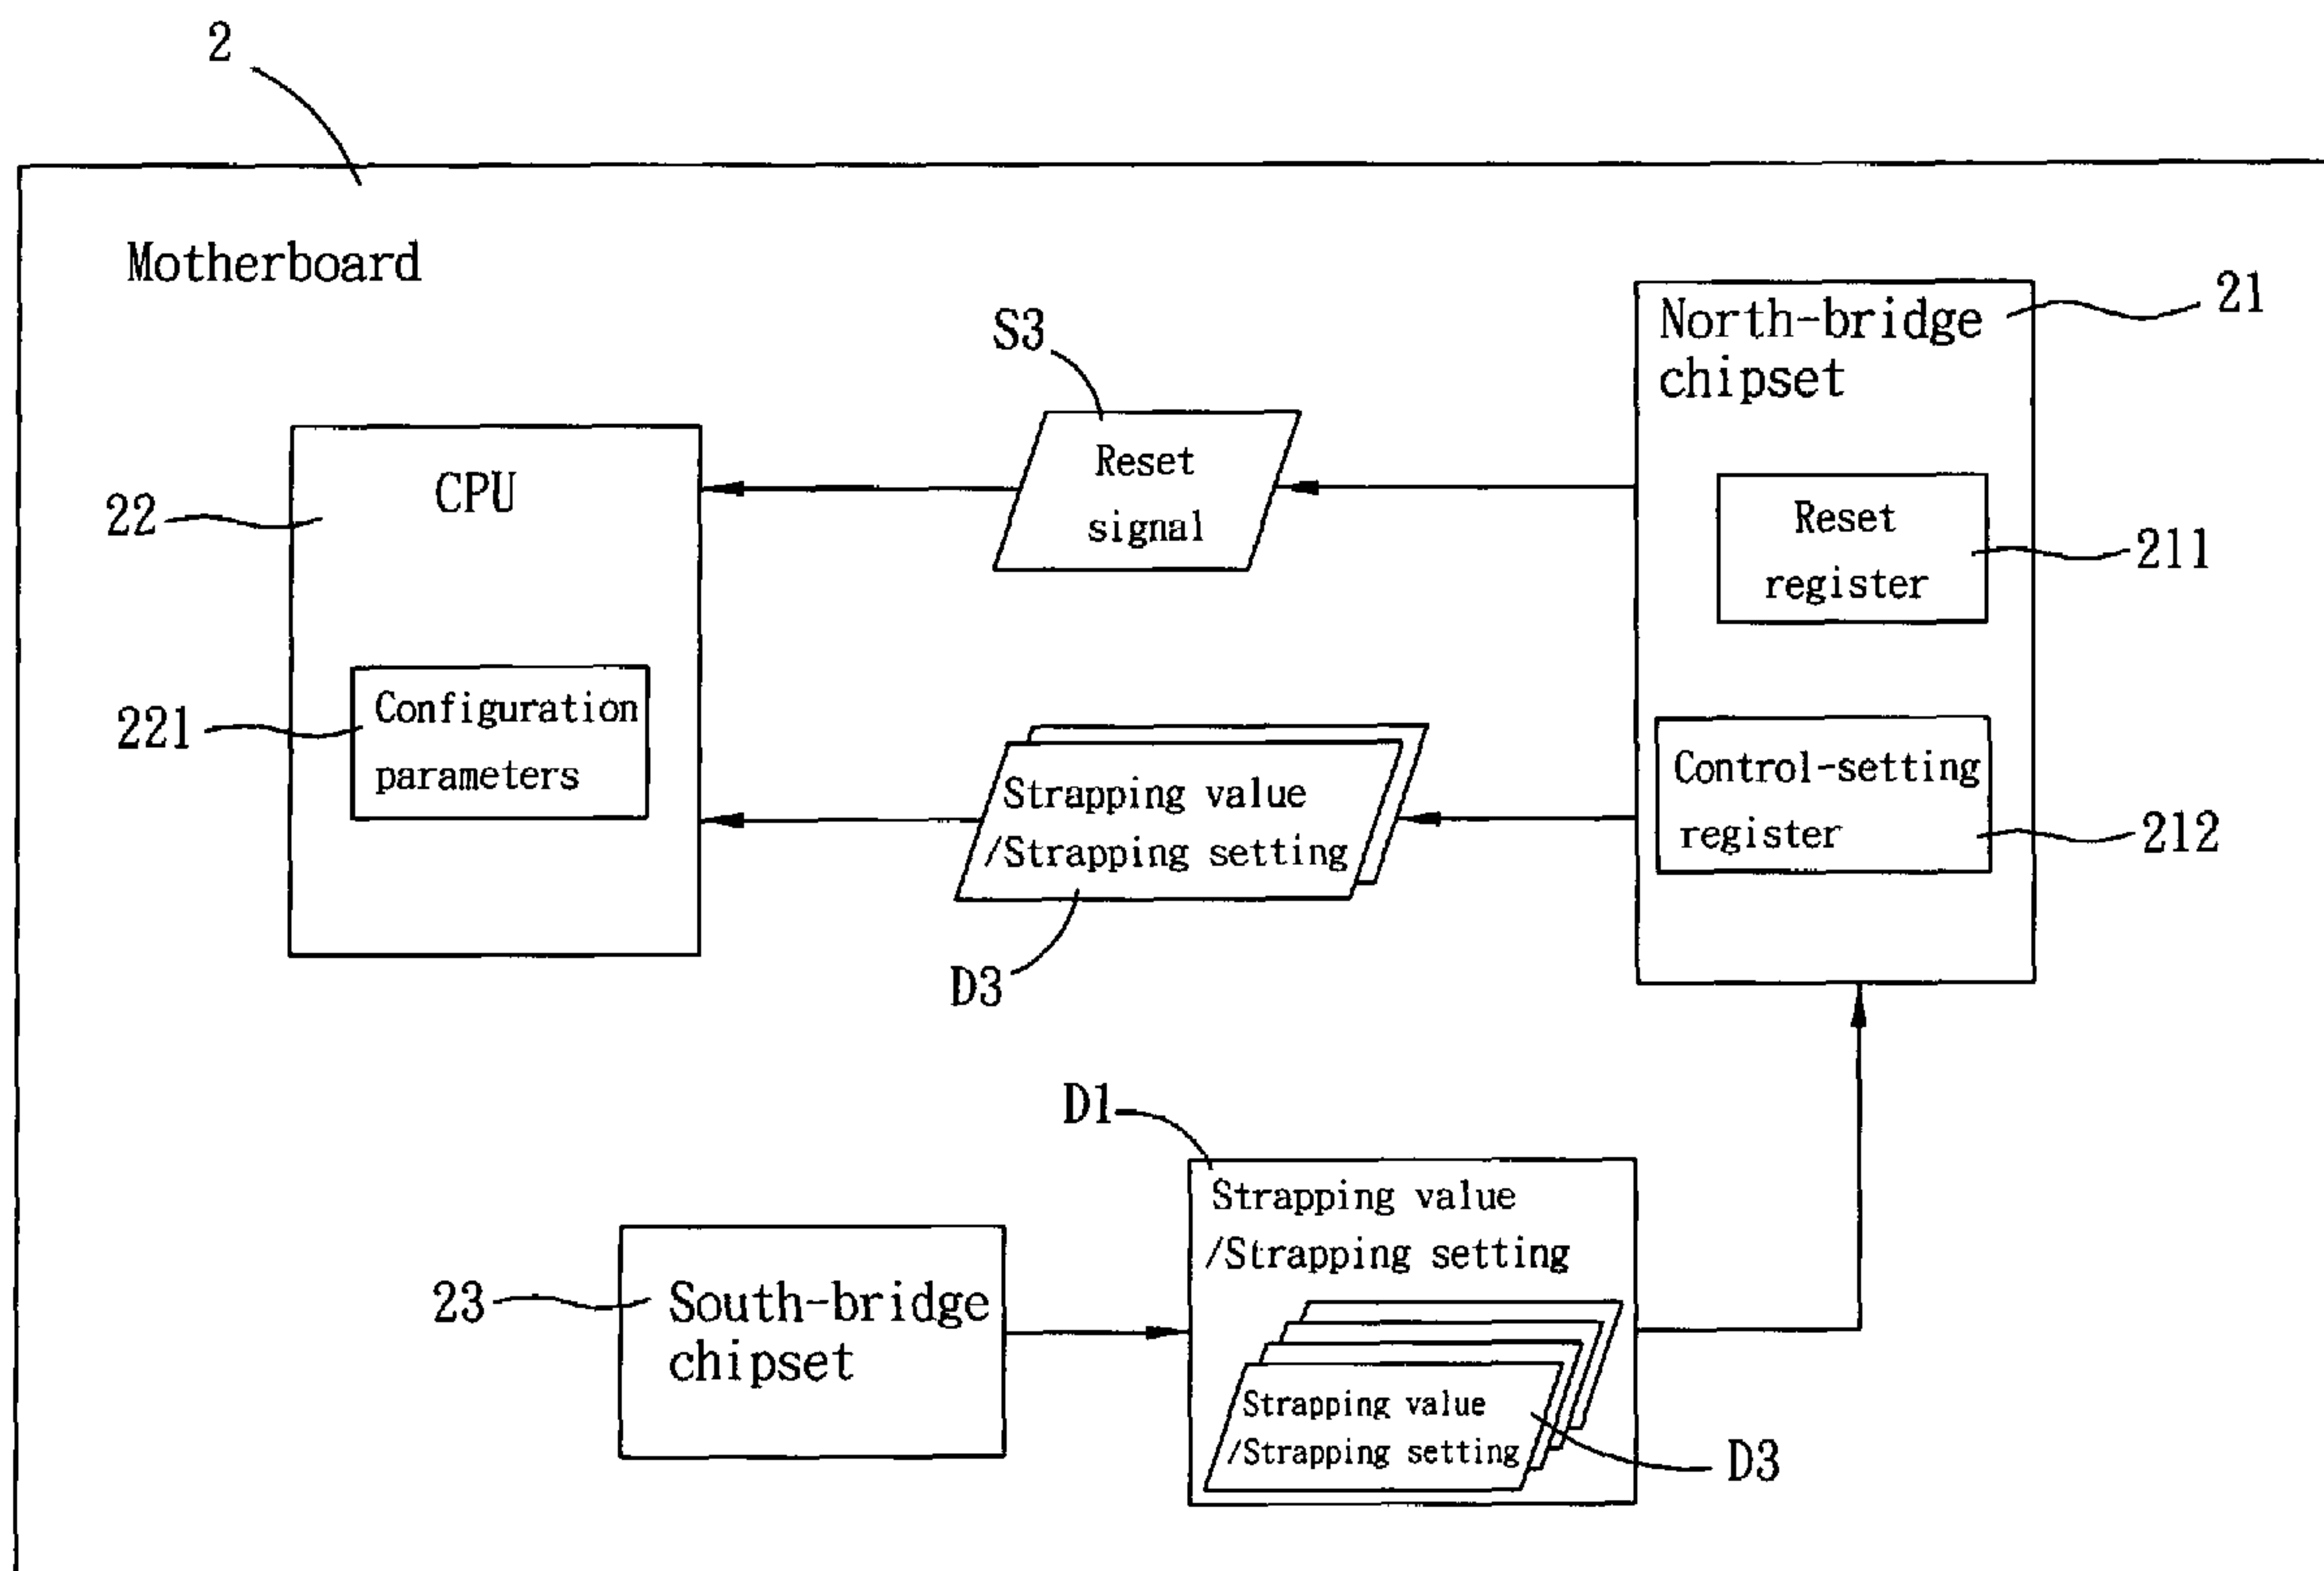 2
Motherboard
S3
North-bridge
chipset
21
CPU
22
Reset
signal
Reset
register
211
Configuration
parameters
221
Strapping value
/Strapping setting
D3
Control-setting
register
212
D1
Strapping value
/Strapping setting
23
South-bridge
chipset
Strapping value
/Strapping setting
D3